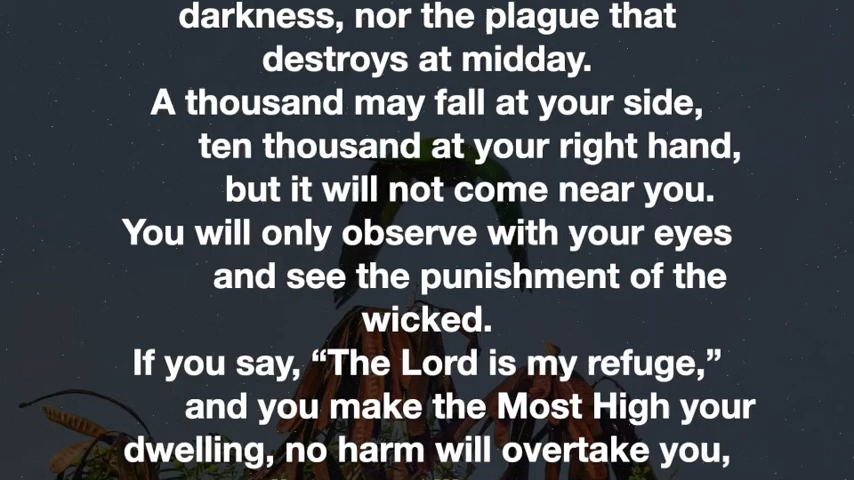 darkness, nor the plague that
destroys at midday.
A thousand may fall at your side,
ten thousand at your right hand,
but it will not come near you.
You will only observe with your eyes
and see the punishment of the
wicked.
If you say, “The Lord is my refuge,”
and you make the Most High your
dwelling, no harm will overtake you,